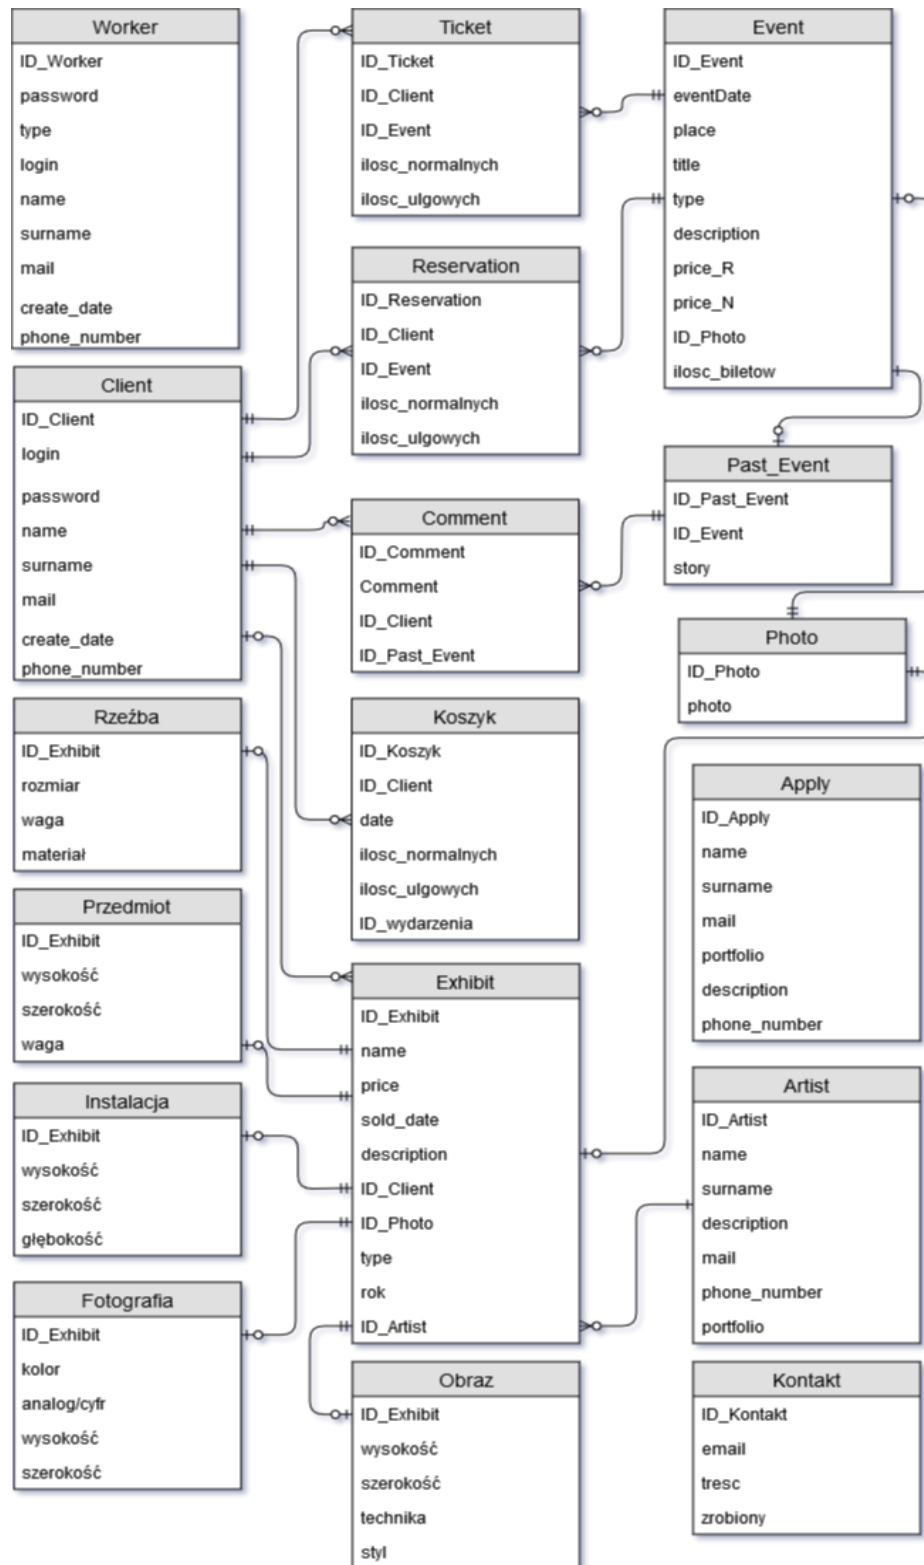 Worker
ID_Worker
password
type
login
name
surname
mail
create_date
phone_number
Client
ID_Client
login
password
name
surname
mail
create_date
phone_number
Rzeźba
ID_Exhibit
rozmiar
waga
materiał
Przedmiot
ID_Exhibit
wysokość
szerokość
waga
Instalacja
ID_Exhibit
wysokość
szerokość
głębokość
Fotografia
ID_Exhibit
kolor
analog/cyfr
wysokość
szerokość
Ticket
ID_Ticket
ID_Client
ID_Event
ilosc_normalnych
ilosc_ulgowych
Reservation
ID_Reservation
ID_Client
ID_Event
ilosc_normalnych
ilosc_ulgowych
Comment
ID_Comment
Comment
ID_Client
ID_Past_Event
Koszyk
ID_Koszyk
ID_Client
date
ilosc_normalnych
ilosc_ulgowych
ID_wydarzenia
Exhibit
ID_Exhibit
name
price
sold_date
description
ID_Client
ID_Photo
type
rok
ID_Artist
Obraz
ID_Exhibit
wysokość
szerokość
technika
styl
Event
ID_Event
eventDate
place
title
type
description
price_R
price_N
ID_Photo
ilosc_biletow
Past_Event
ID_Past_Event
ID_Event
story
Photo
ID_Photo
photo
Apply
ID_Apply
name
surname
mail
portfolio
description
phone_number
Artist
ID_Artist
name
surname
description
mail
phone_number
portfolio
Kontakt
ID_Kontakt
email
tresc
zrobiony